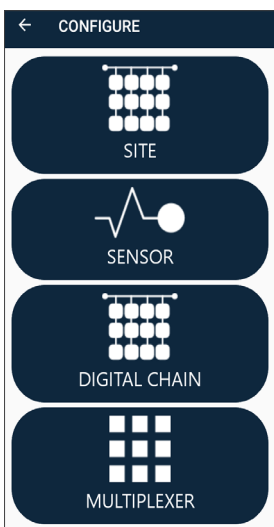 CONFIGURE
SITE
SENSOR
DIGITAL CHAIN
MULTIPLEXER